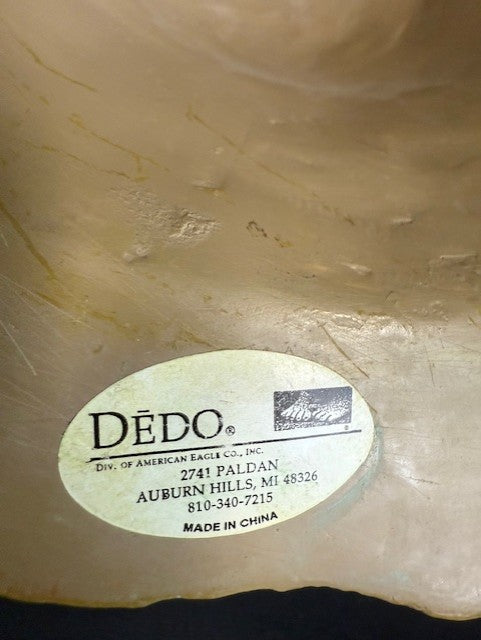 DĒDO®
DIV. OF AMERICAN EAGLE CO., INC.
2741 PALDAN
AUBURN HILLS, MI 48326
810-340-7215
MADE IN CHINA